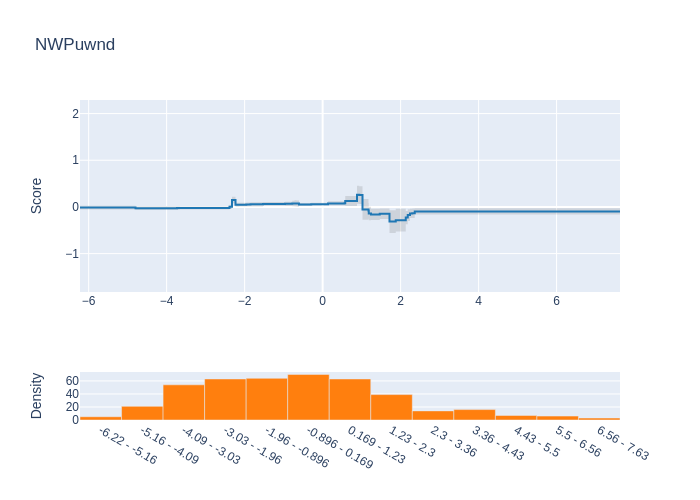 NWPuwnd
Score
2
1
0
−1
−6
−4
−2
0
2
4
6
Density
60
40
20
0
-6.22 - -5.16
-5.16 - -4.09
-4.09 - -3.03
-3.03 - -1.96
-1.96 - -0.896
-0.896 - 0.169
0.169 - 1.23
1.23 - 2.3
2.3 - 3.36
3.36 - 4.43
4.43 - 5.5
5.5 - 6.56
6.56 - 7.63